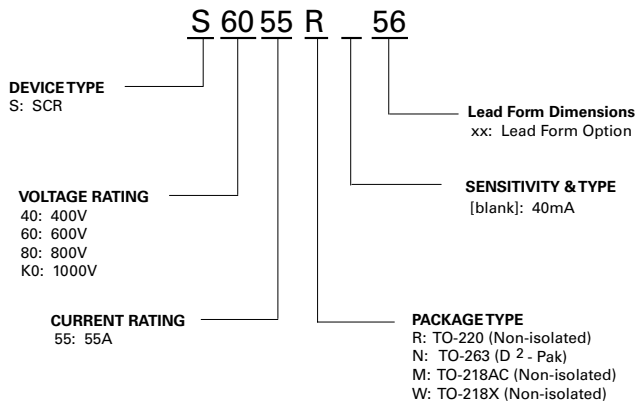 S 60 55 R 56
DEVICE TYPE
S: SCR
Lead Form Dimensions
xx: Lead Form Option
VOLTAGE RATING
40: 400V
60: 600V
80: 800V
K0: 1000V
SENSITIVITY & TYPE
[blank]: 40mA
CURRENT RATING
55: 55A
PACKAGE TYPE
R: TO-220 (Non-isolated)
N: TO-263 (D 2 - Pak)
M: TO-218AC (Non-isolated)
W: TO-218X (Non-isolated)